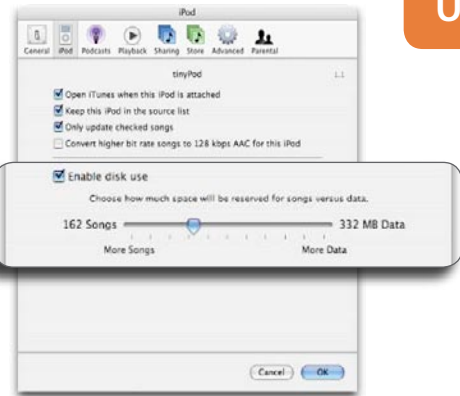 iPod
General iPod Podcasts Playback Sharing Store Advanced Parental
tinyPod 1.1
Open iTunes when this iPod is attached
Keep this iPod in the source list
Only update checked songs
Convert higher bit rate songs to 128 kbps AAC for this iPod
Enable disk use
Choose how much space will be reserved for songs versus data.
162 Songs 332 MB Data
More Songs More Data
Cancel OK